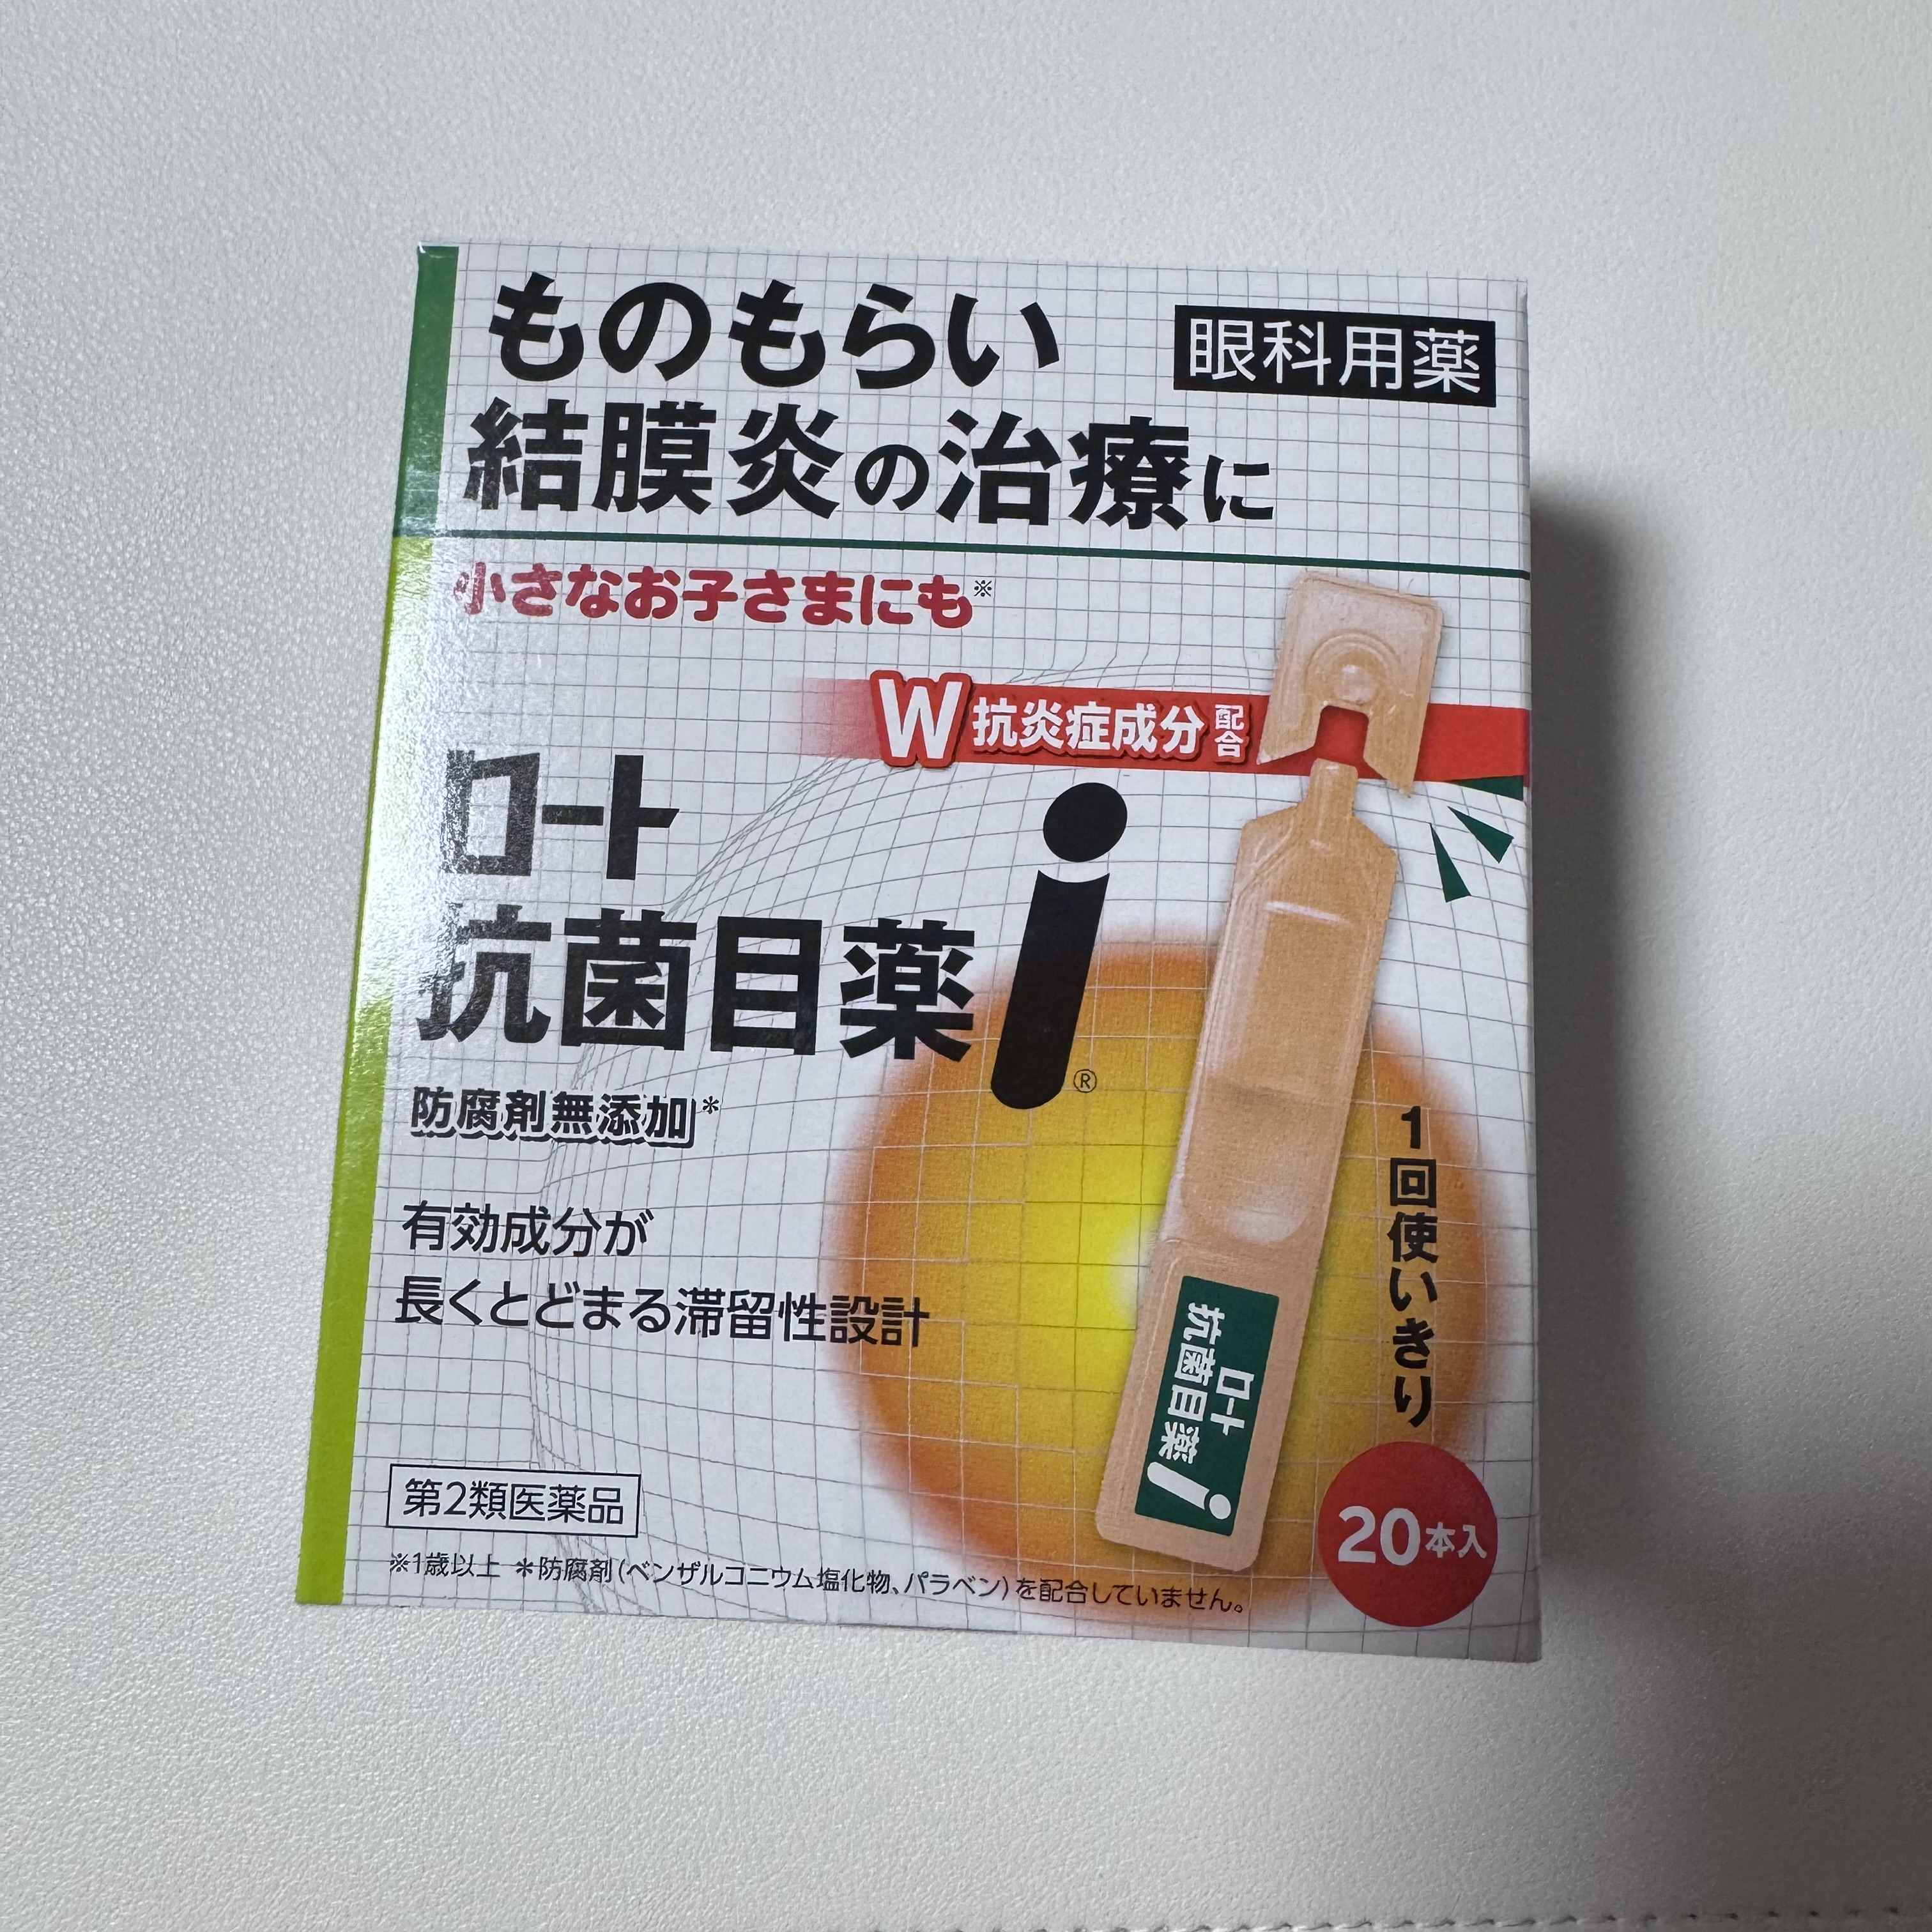 ものもらい
眼科用薬
結膜炎の治療に
小さなお子さまにも※
W抗炎症成分配合
ロート
抗菌目薬i®
防腐剤無添加*
有効成分が
長くとどまる滞留性設計
1回使いきり
ロート
抗菌目薬i
20本入
第2類医薬品
※1歳以上 *防腐剤(ベンザルコニウム塩化物、パラベン)を配合していません。